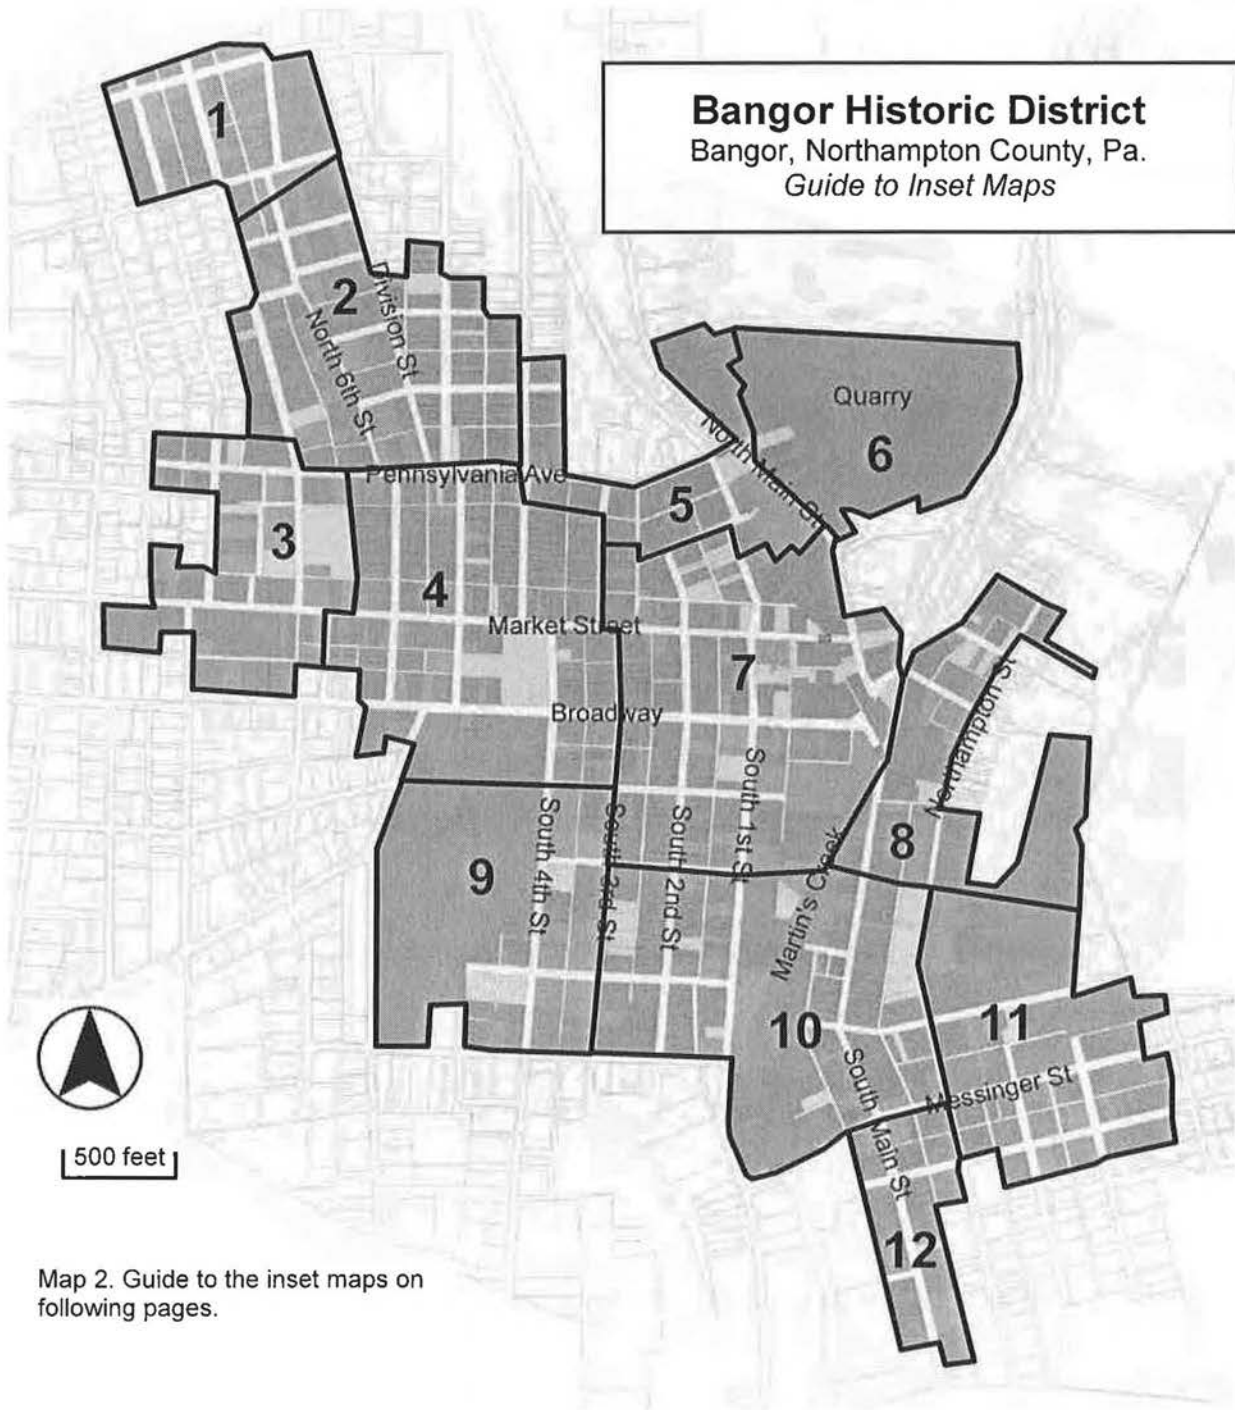 Bangor Historic District
Bangor, Northampton County, Pa.
Guide to Inset Maps
1
2
Division St
North 6th St
Quarry
6
North Main St
Pennsylvania Ave
5
3
4
Market Street
7
Northampton St
Broadway
South 1st St
8
South 4th St
South 3rd St
South 2nd St
Martin's Creek
9
10
11
South Main St
Messinger St
12
500 feet
Map 2. Guide to the inset maps on
following pages.